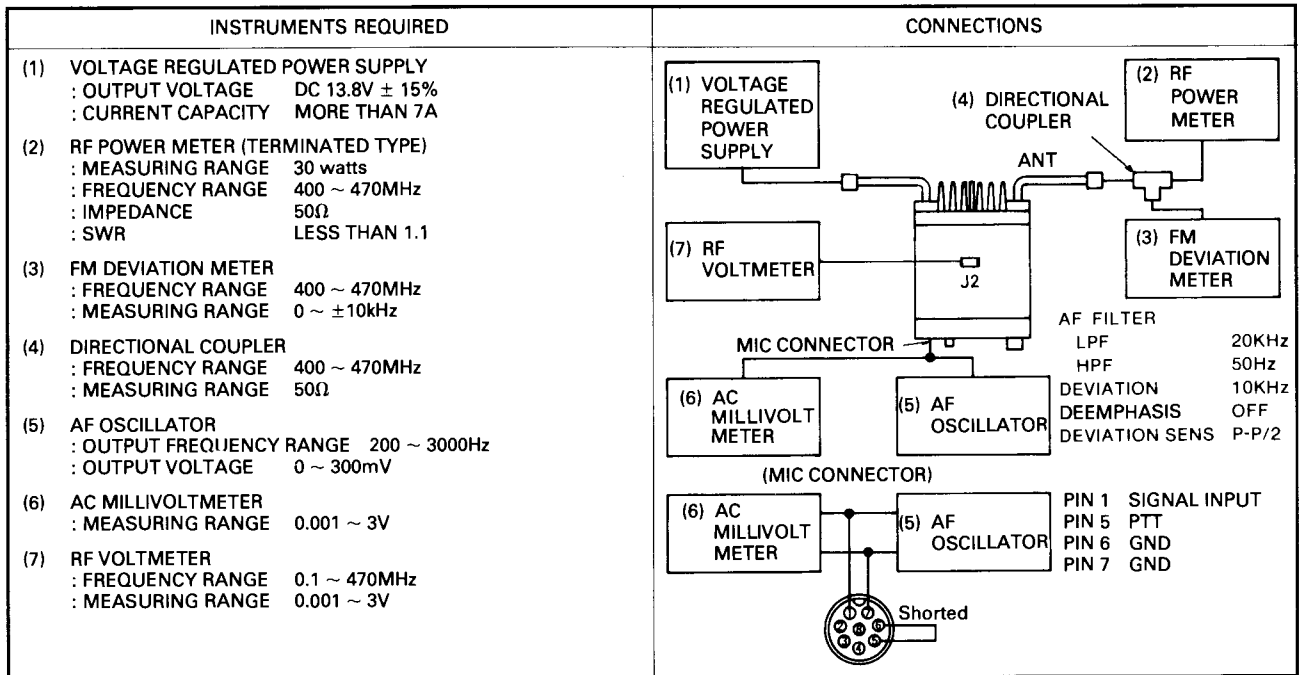 INSTRUMENTS REQUIRED
(1) VOLTAGE REGULATED POWER SUPPLY
: OUTPUT VOLTAGE DC 13.8V ± 15%
: CURRENT CAPACITY MORE THAN 7A
(2) RF POWER METER (TERMINATED TYPE)
: MEASURING RANGE 30 watts
: FREQUENCY RANGE 400 ~ 470MHz
: IMPEDANCE 50Ω
: SWR LESS THAN 1.1
(3) FM DEVIATION METER
: FREQUENCY RANGE 400 ~ 470MHz
: MEASURING RANGE 0 ~ ±10kHz
(4) DIRECTIONAL COUPLER
: FREQUENCY RANGE 400 ~ 470MHz
: MEASURING RANGE 50Ω
(5) AF OSCILLATOR
: OUTPUT FREQUENCY RANGE 200 ~ 3000Hz
: OUTPUT VOLTAGE 0 ~ 300mV
(6) AC MILLIVOLTMETER
: MEASURING RANGE 0.001 ~ 3V
(7) RF VOLTMETER
: FREQUENCY RANGE 0.1 ~ 470MHz
: MEASURING RANGE 0.001 ~ 3V
CONNECTIONS
(1) VOLTAGE
REGULATED
POWER
SUPPLY
(4) DIRECTIONAL
COUPLER
(2) RF
POWER
METER
ANT
(7) RF
VOLTMETER
J2
(3) FM
DEVIATION
METER
MIC CONNECTOR
(6) AC
MILLIVOLT
METER
(5) AF
OSCILLATOR
AF FILTER
LPF 20KHz
HPF 50Hz
DEVIATION 10KHz
DEEMPHASIS OFF
DEVIATION SENS P-P/2
(MIC CONNECTOR)
(6) AC
MILLIVOLT
METER
(5) AF
OSCILLATOR
PIN 1 SIGNAL INPUT
PIN 5 PTT
PIN 6 GND
PIN 7 GND
Shorted
1 7
2 8 6
3 5
4